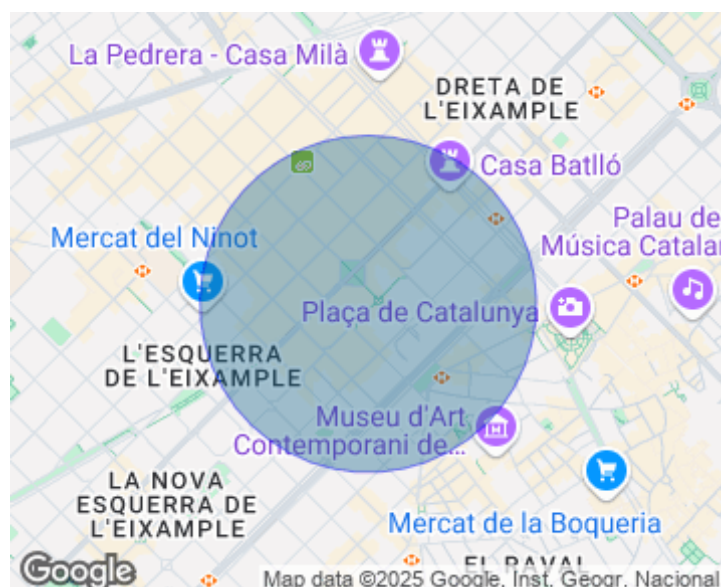 La Pedrera - Casa Milà
DRETA DE
L'EIXAMPLE
Casa Batlló
Palau de
Música Catalan
Mercat del Ninot
Plaça de Catalunya
L'ESQUERRA
DE L'EIXAMPLE
Museu d'Art
Contemporani de...
LA NOVA
ESQUERRA DE
L'EIXAMPLE
Mercat de la Boqueria
EL RAVAL
Google
Map data ©2025 Google, Inst. Geogr. Nacional